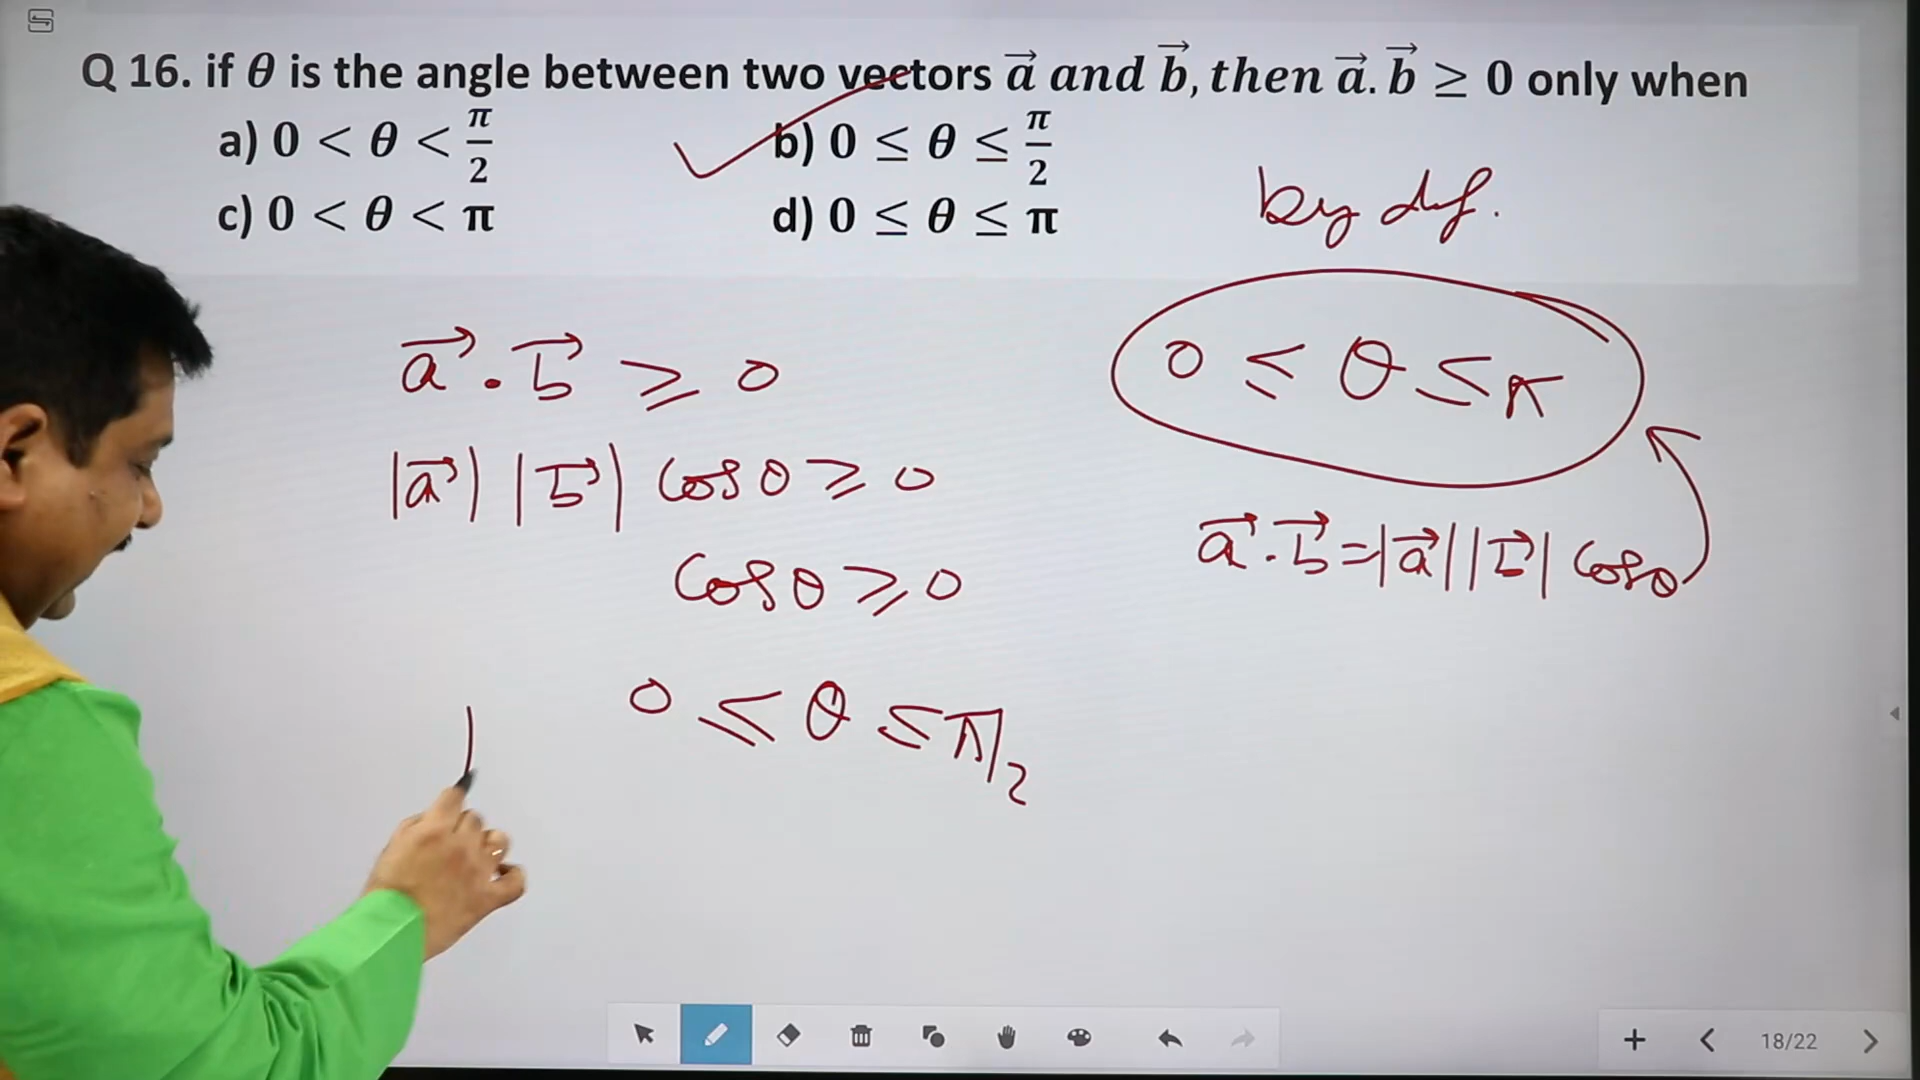 Q 16. if θ is the angle between two vectors a⃗ and b⃗, then a⃗. b⃗ ≥ 0 only when
a) 0 < θ < π/2 b) 0 ≤ θ ≤ π/2
c) 0 < θ < π d) 0 ≤ θ ≤ π
by def.
a⃗ . b⃗ ≥ 0
0 ≤ θ ≤ π
|a⃗| |b⃗| cosθ ≥ 0
a⃗ . b⃗ = |a⃗| |b⃗| cosθ
cosθ ≥ 0
0 ≤ θ ≤ π/2
18/22